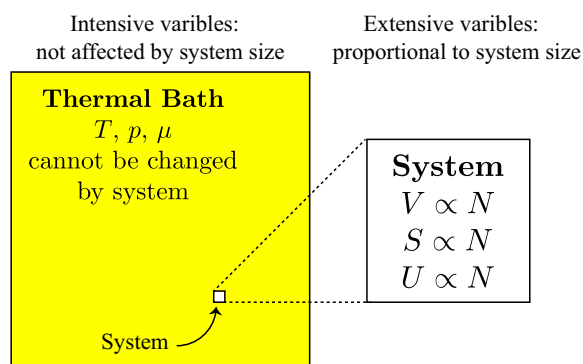 Intensive varibles:
not affected by system size
Extensive varibles:
proportional to system size
Thermal Bath
T, p, μ
cannot be changed
by system
System
V ∝ N
S ∝ N
U ∝ N
System